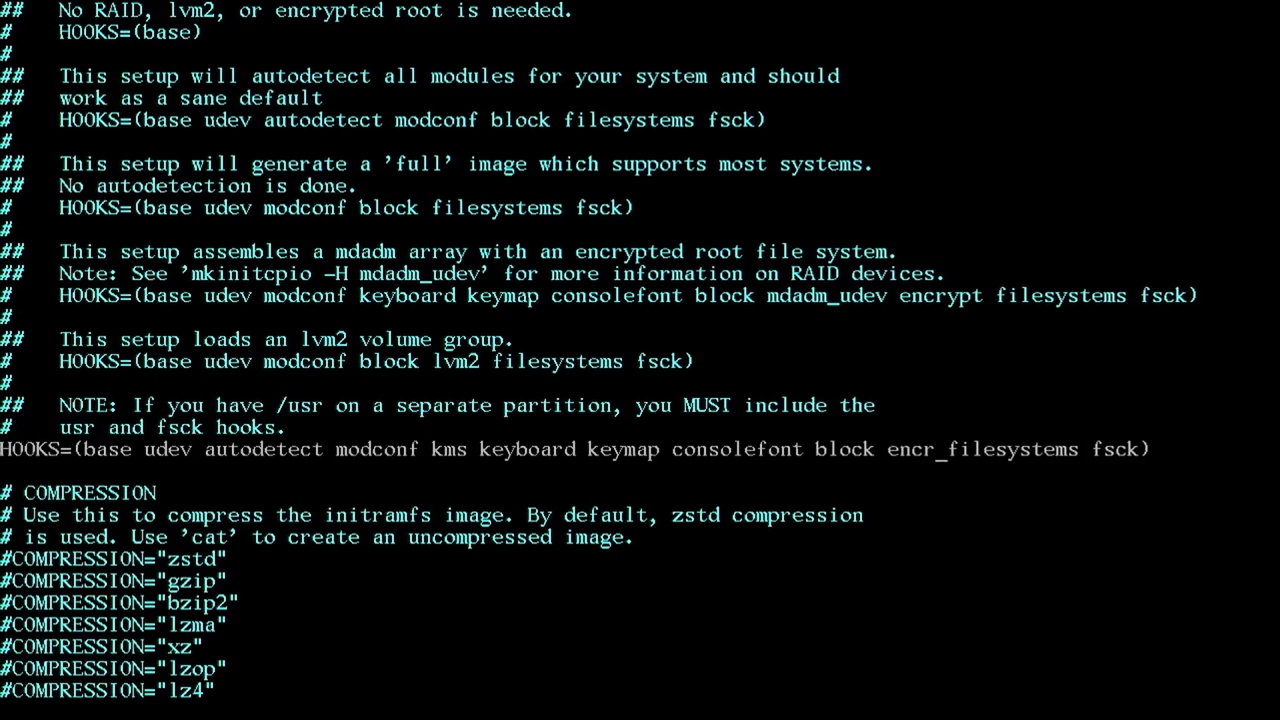 ##   No RAID, lvm2, or encrypted root is needed.
#    HOOKS=(base)
#
##   This setup will autodetect all modules for your system and should
##   work as a sane default
#    HOOKS=(base udev autodetect modconf block filesystems fsck)
#
##   This setup will generate a 'full' image which supports most systems.
##   No autodetection is done.
#    HOOKS=(base udev modconf block filesystems fsck)
#
##   This setup assembles a mdadm array with an encrypted root file system.
##   Note: See 'mkinitcpio -H mdadm_udev' for more information on RAID devices.
#    HOOKS=(base udev modconf keyboard keymap consolefont block mdadm_udev encrypt filesystems fsck)
#
##   This setup loads an lvm2 volume group.
#    HOOKS=(base udev modconf block lvm2 filesystems fsck)
#
##   NOTE: If you have /usr on a separate partition, you MUST include the
#    usr and fsck hooks.
HOOKS=(base udev autodetect modconf kms keyboard keymap consolefont block encr_filesystems fsck)

# COMPRESSION
# Use this to compress the initramfs image. By default, zstd compression
# is used. Use 'cat' to create an uncompressed image.
#COMPRESSION="zstd"
#COMPRESSION="gzip"
#COMPRESSION="bzip2"
#COMPRESSION="lzma"
#COMPRESSION="xz"
#COMPRESSION="lzop"
#COMPRESSION="lz4"